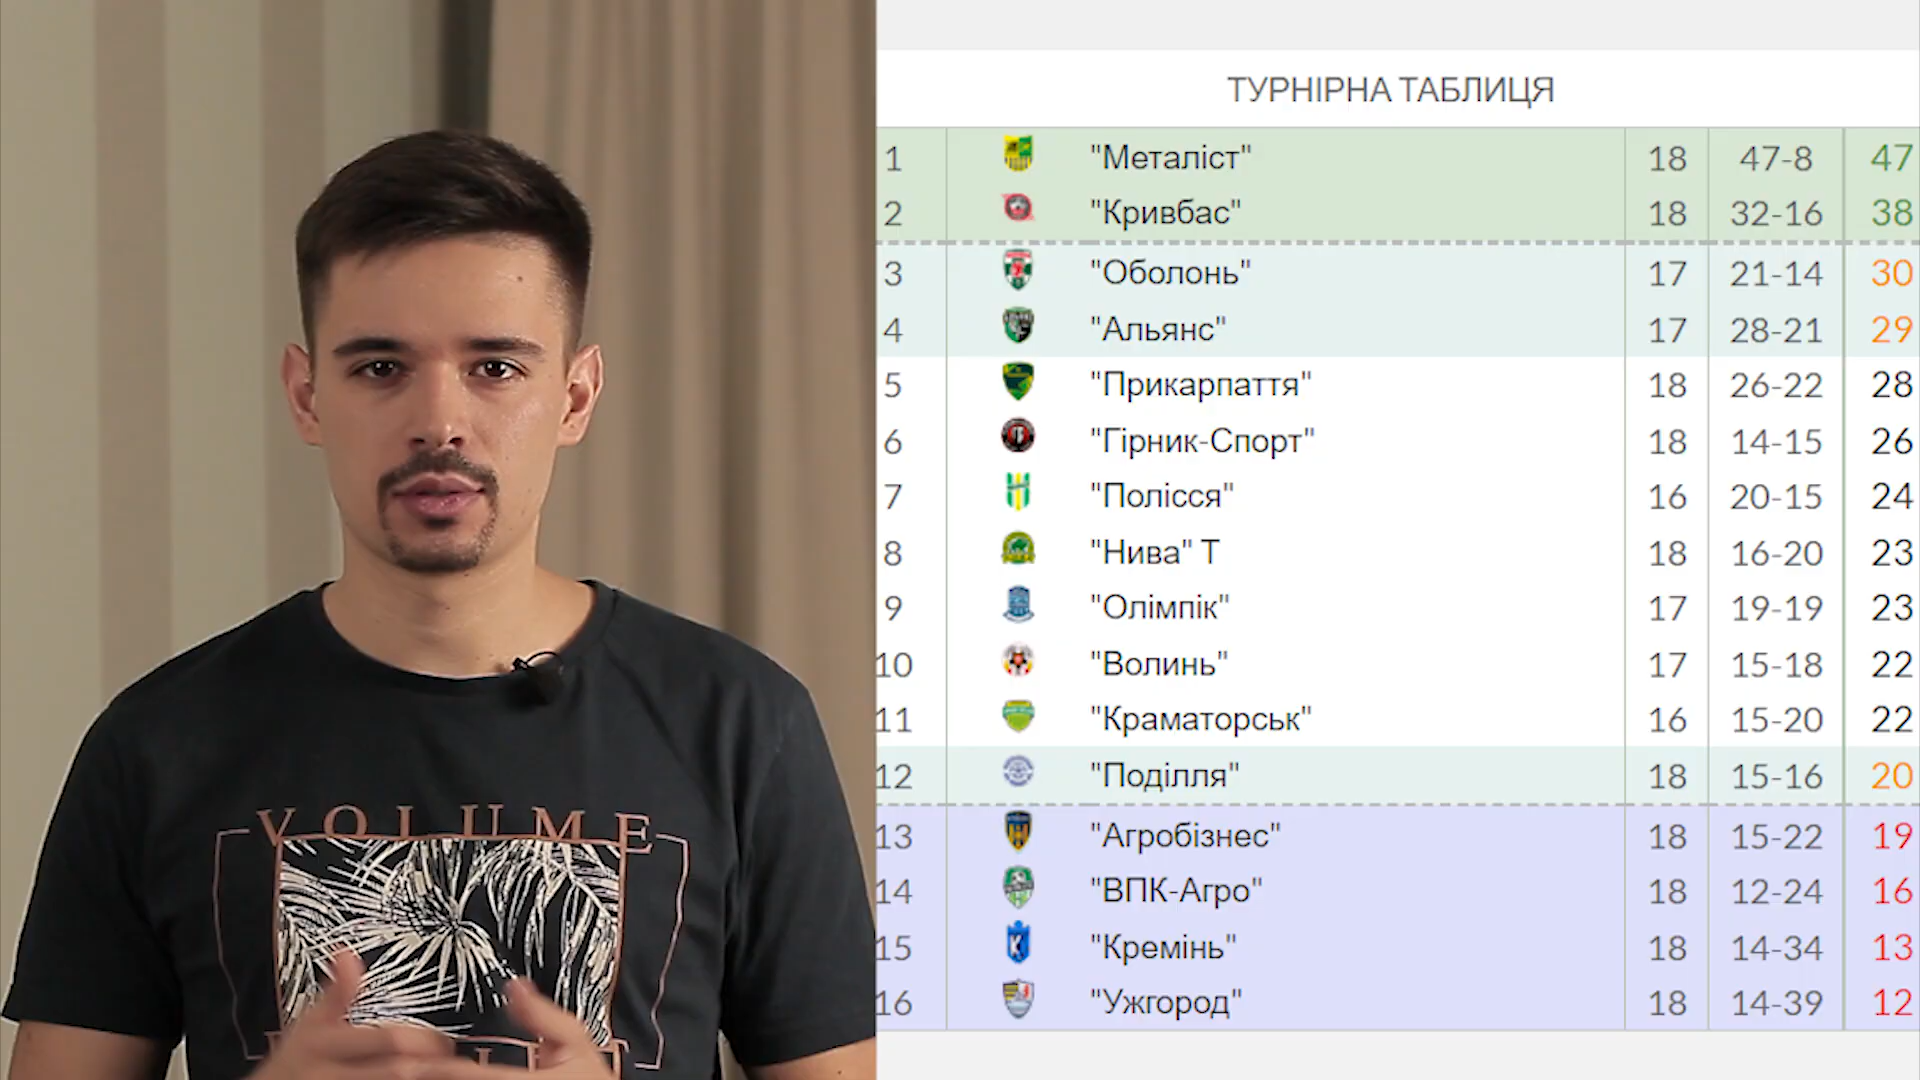 ТУРНІРНА ТАБЛИЦЯ
1 "Металіст" 18 47-8 47
2 "Кривбас" 18 32-16 38
3 "Оболонь" 17 21-14 30
4 "Альянс" 17 28-21 29
5 "Прикарпаття" 18 26-22 28
6 "Гірник-Спорт" 18 14-15 26
7 "Полісся" 16 20-15 24
8 "Нива" Т 18 16-20 23
9 "Олімпік" 17 19-19 23
10 "Волинь" 17 15-18 22
11 "Краматорськ" 16 15-20 22
12 "Поділля" 18 15-16 20
13 "Агробізнес" 18 15-22 19
14 "ВПК-Агро" 18 12-24 16
15 "Кремінь" 18 14-34 13
16 "Ужгород" 18 14-39 12
VOLUME